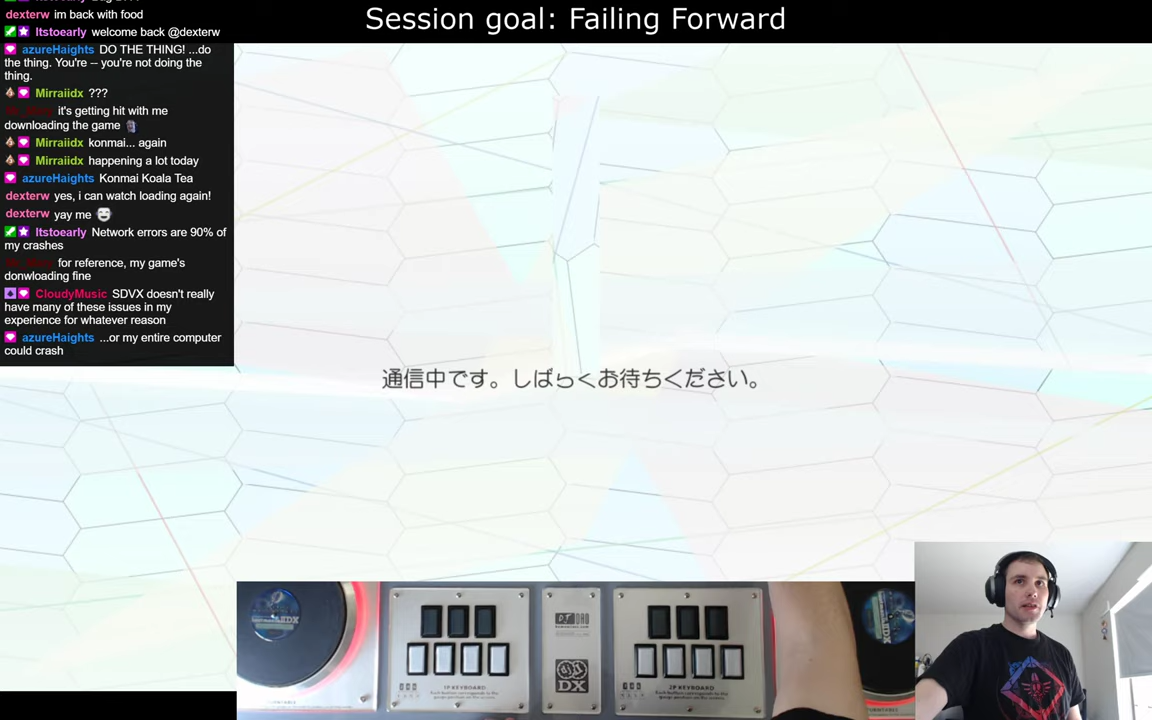 Session goal: Failing Forward
dexterw im back with food
Itstoearly welcome back @dexterw
azureHaights DO THE THING! ...do
the thing. You're -- you're not doing the
thing.
Mirraiidx ???
it's getting hit with me
downloading the game
Mirraiidx konmai... again
Mirraiidx happening a lot today
azureHaights Konmai Koala Tea
dexterw yes, i can watch loading again!
dexterw yay me
Itstoearly Network errors are 90% of
my crashes
for reference, my game's
donwloading fine
CloudyMusic SDVX doesn't really
have many of these issues in my
experience for whatever reason
azureHaights ...or my entire computer
could crash
通信中です。しばらくお待ちください。
1P KEYBOARD
2P KEYBOARD
DX